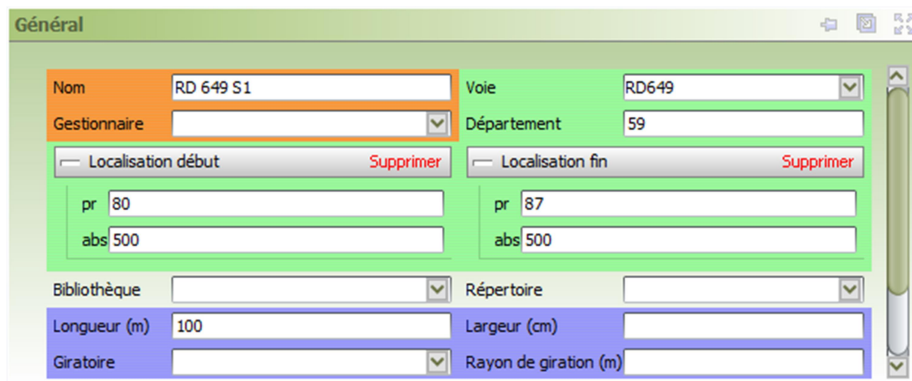 Général
Nom RD 649 S1 Voie RD649
Gestionnaire Département 59
Localisation début Supprimer Localisation fin Supprimer
pr 80 pr 87
abs 500 abs 500
Bibliothèque Répertoire
Longueur (m) 100 Largeur (cm)
Giratoire Rayon de giration (m)